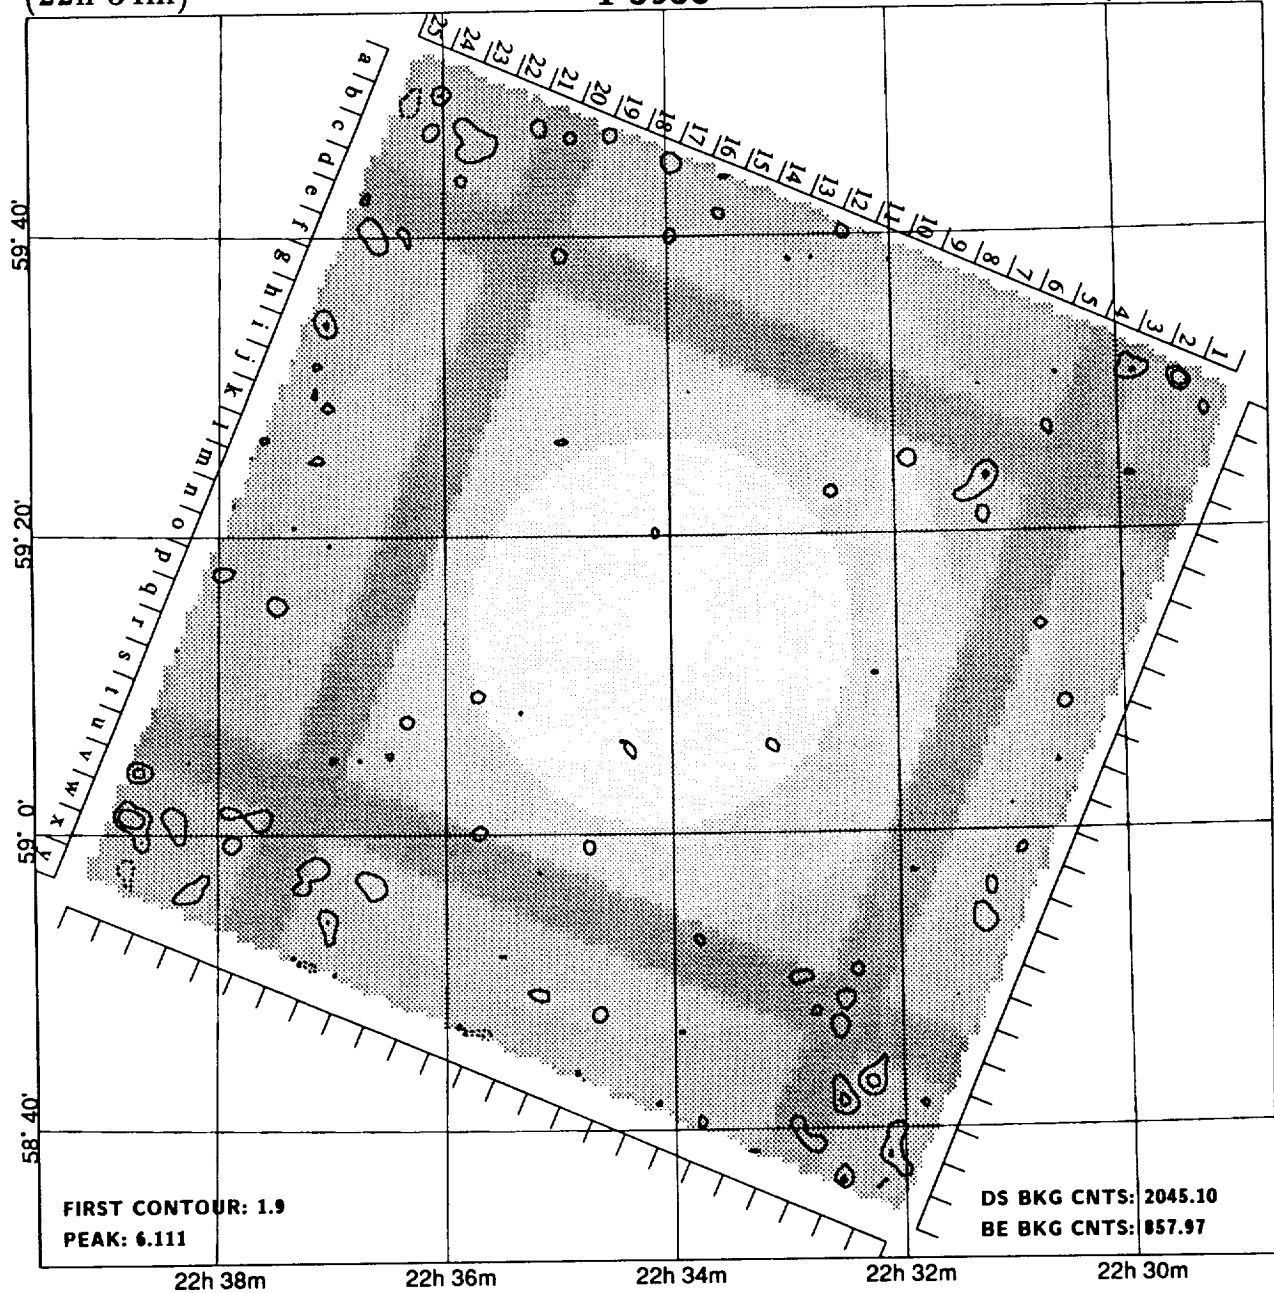 25 24 23 22 21 20 19 18 17 16 15 14 13 12 11 10 9 8 7 6 5 4 3 2 1
a b c d e f g h i j k l m n o p q r s t u v w x y
59° 40'
59° 20'
59° 0'
58° 40'
FIRST CONTOUR: 1.9
PEAK: 6.111
DS BKG CNTS: 2045.10
BE BKG CNTS: 857.97
22h 38m 22h 36m 22h 34m 22h 32m 22h 30m